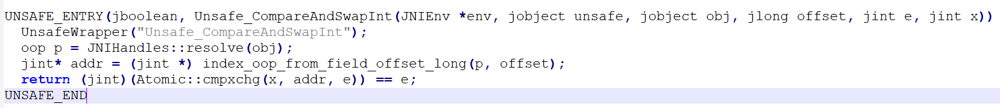 UNSAFE_ENTRY(jboolean, Unsafe_CompareAndSwapInt(JNIEnv *env, jobject unsafe, jobject obj, jlong offset, jint e, jint x))
  UnsafeWrapper("Unsafe_CompareAndSwapInt");
  oop p = JNIHandles::resolve(obj);
  jint* addr = (jint *) index_oop_from_field_offset_long(p, offset);
  return (jint)(Atomic::cmpxchg(x, addr, e)) == e;
UNSAFE_END